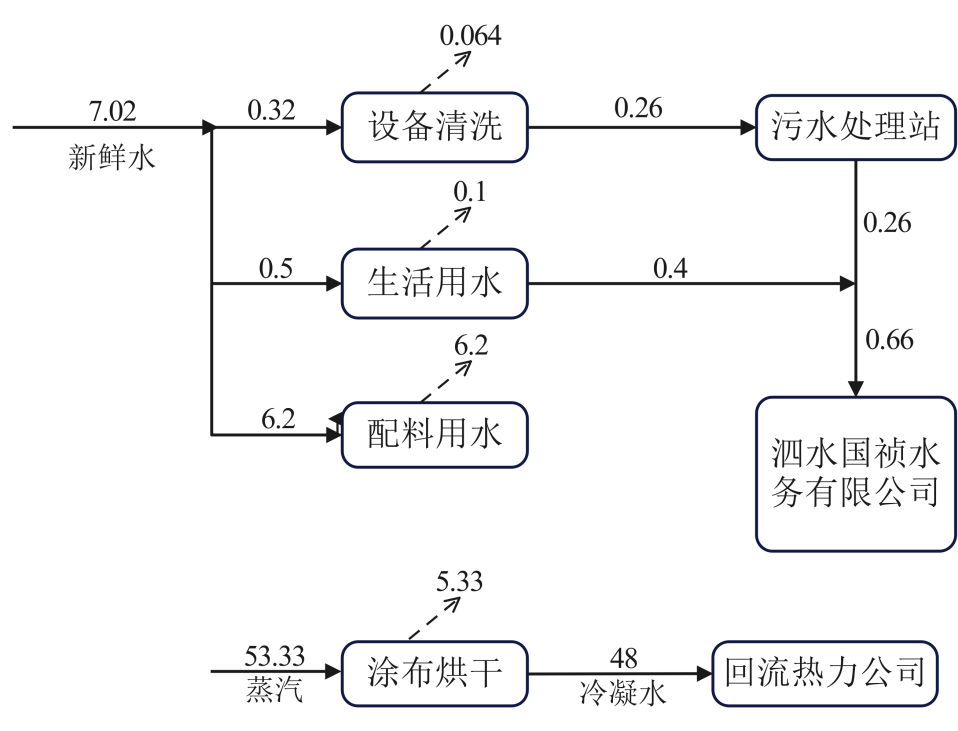 0.064
7.02
0.32
设备清洗
0.26
污水处理站
新鲜水
0.1
0.26
0.5
生活用水
0.4
6.2
0.66
6.2
配料用水
泗水国祯水
务有限公司
5.33
53.33
蒸汽
涂布烘干
48
冷凝水
回流热力公司